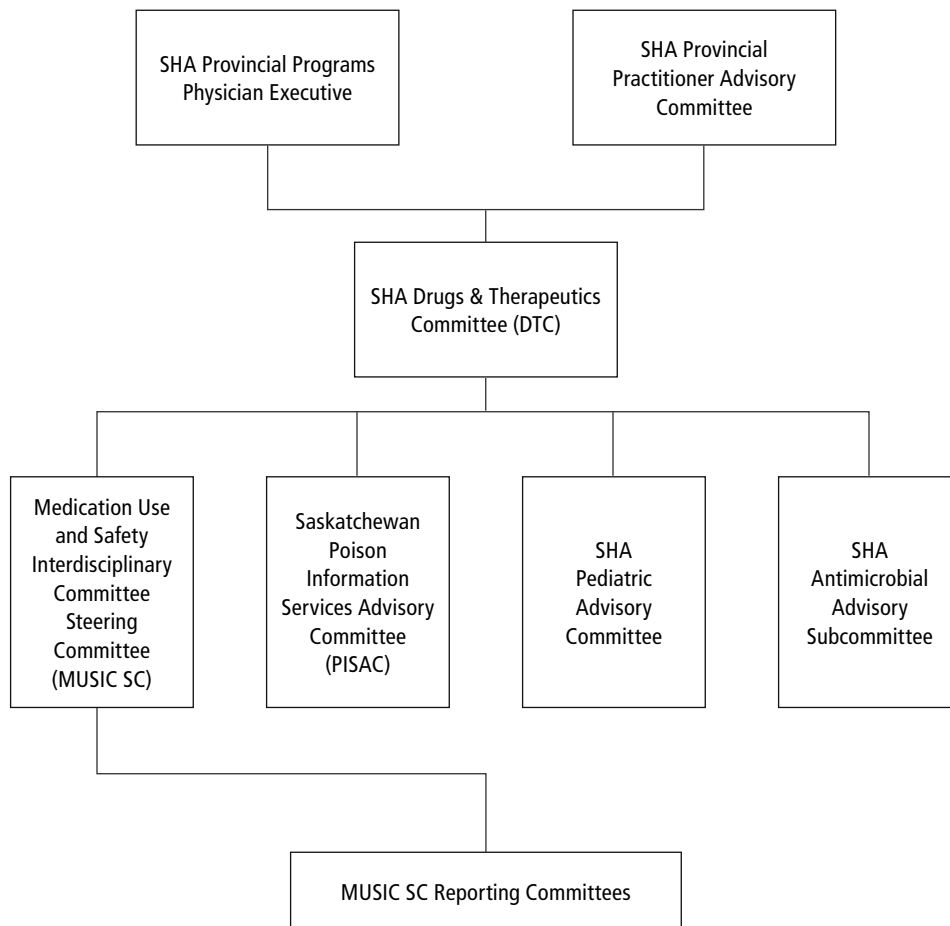 SHA Provincial Programs
Physician Executive
SHA Provincial
Practitioner Advisory
Committee
SHA Drugs & Therapeutics
Committee (DTC)
Medication Use
and Safety
Interdisciplinary
Committee
Steering
Committee
(MUSIC SC)
Saskatchewan
Poison
Information
Services Advisory
Committee
(PISAC)
SHA
Pediatric
Advisory
Committee
SHA
Antimicrobial
Advisory
Subcommittee
MUSIC SC Reporting Committees